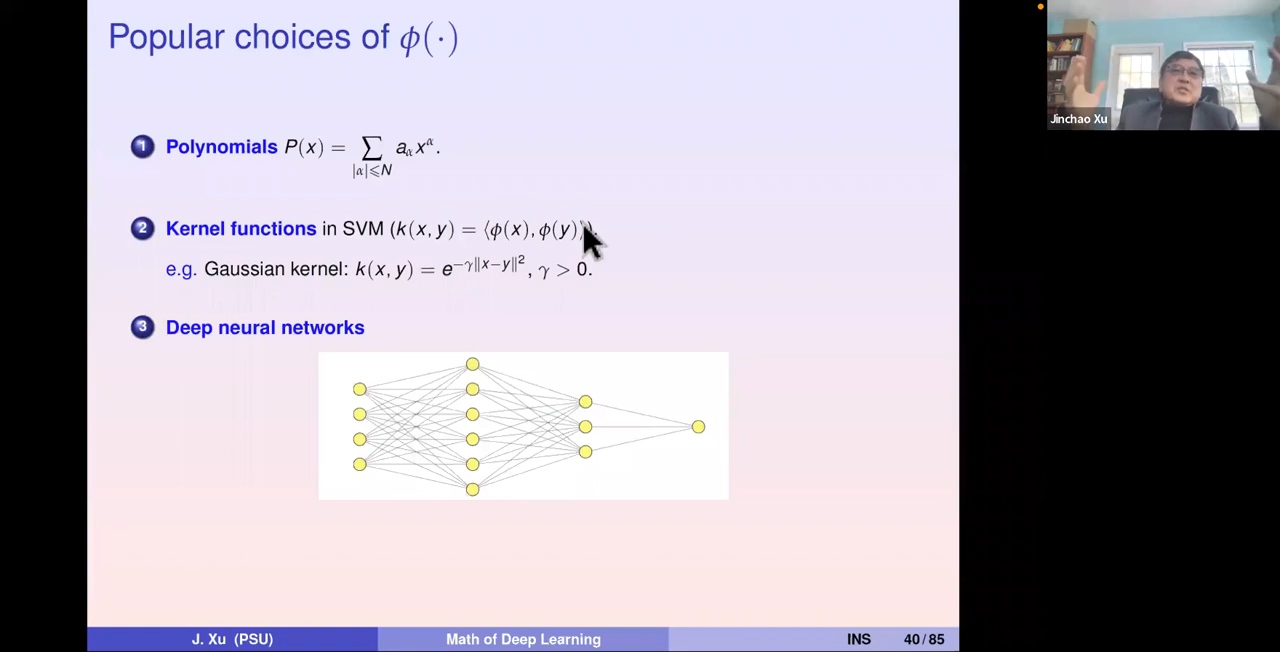 Popular choices of ϕ(·)
Jinchao Xu
1 Polynomials P(x) = ∑_{|α|⩽N} a_α x^α.
2 Kernel functions in SVM (k(x, y) = ⟨ϕ(x), ϕ(y)⟩).
e.g. Gaussian kernel: k(x, y) = e^{−γ∥x−y∥²}, γ > 0.
3 Deep neural networks
J. Xu (PSU) Math of Deep Learning INS 40 / 85